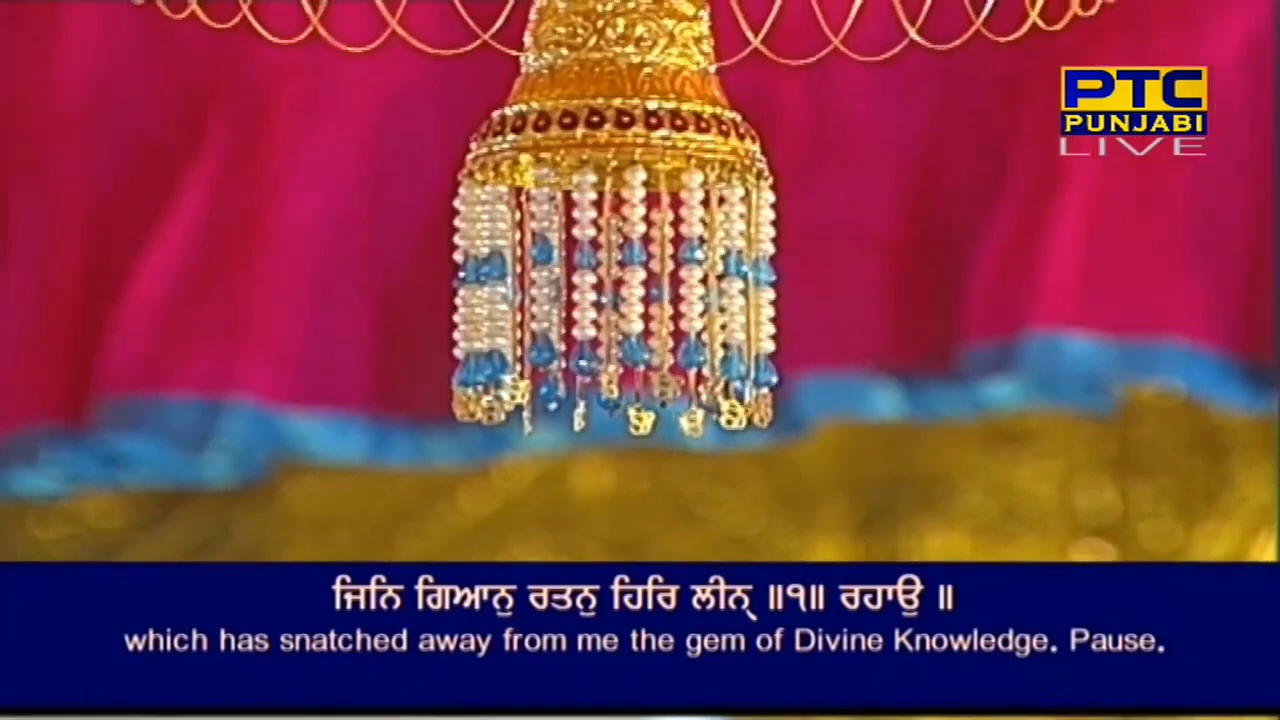 PTC
PUNJABI
LIVE
ਜਿਨਿ ਗਿਆਨੁ ਰਤਨੁ ਹਿਰਿ ਲੀਨ੍ ॥੧॥ ਰਹਾਉ ॥
which has snatched away from me the gem of Divine Knowledge. Pause.